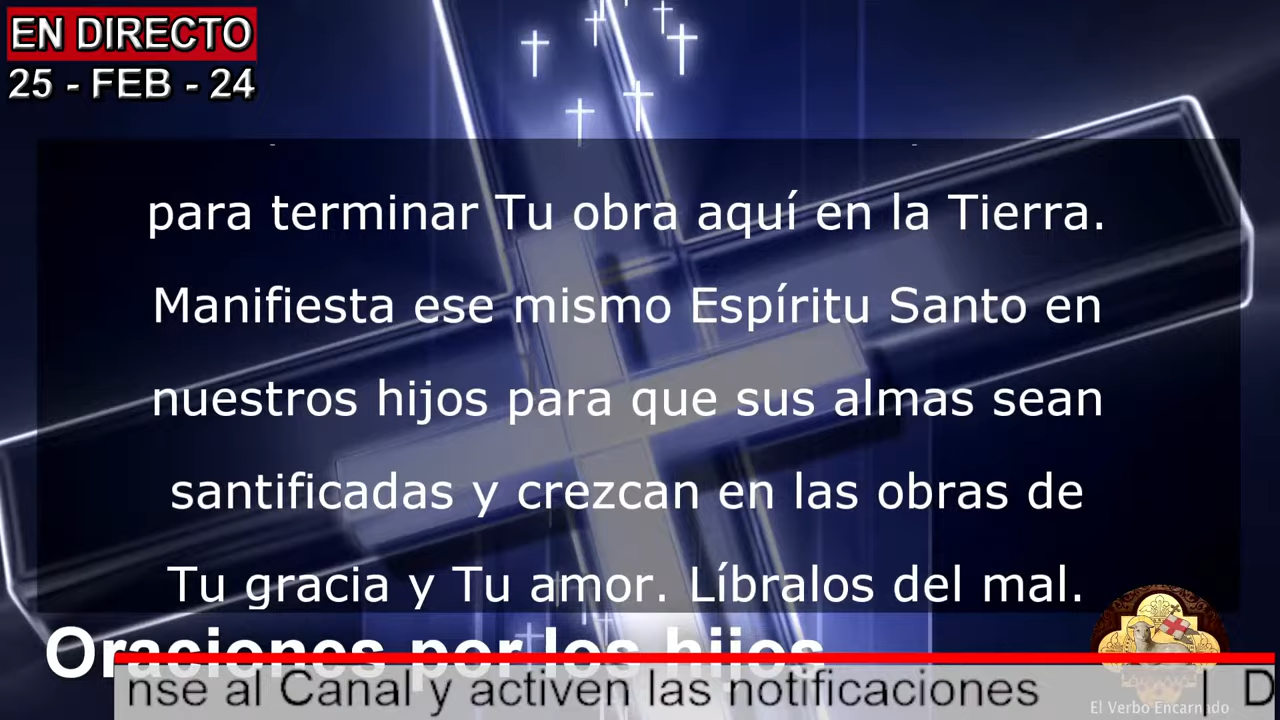 EN DIRECTO
25 - FEB - 24
para terminar Tu obra aquí en la Tierra.
Manifiesta ese mismo Espíritu Santo en
nuestros hijos para que sus almas sean
santificadas y crezcan en las obras de
Tu gracia y Tu amor. Líbralos del mal.
Oraciones por los hijos
nse al Canal y activen las notificaciones | D
El Verbo Encarnado